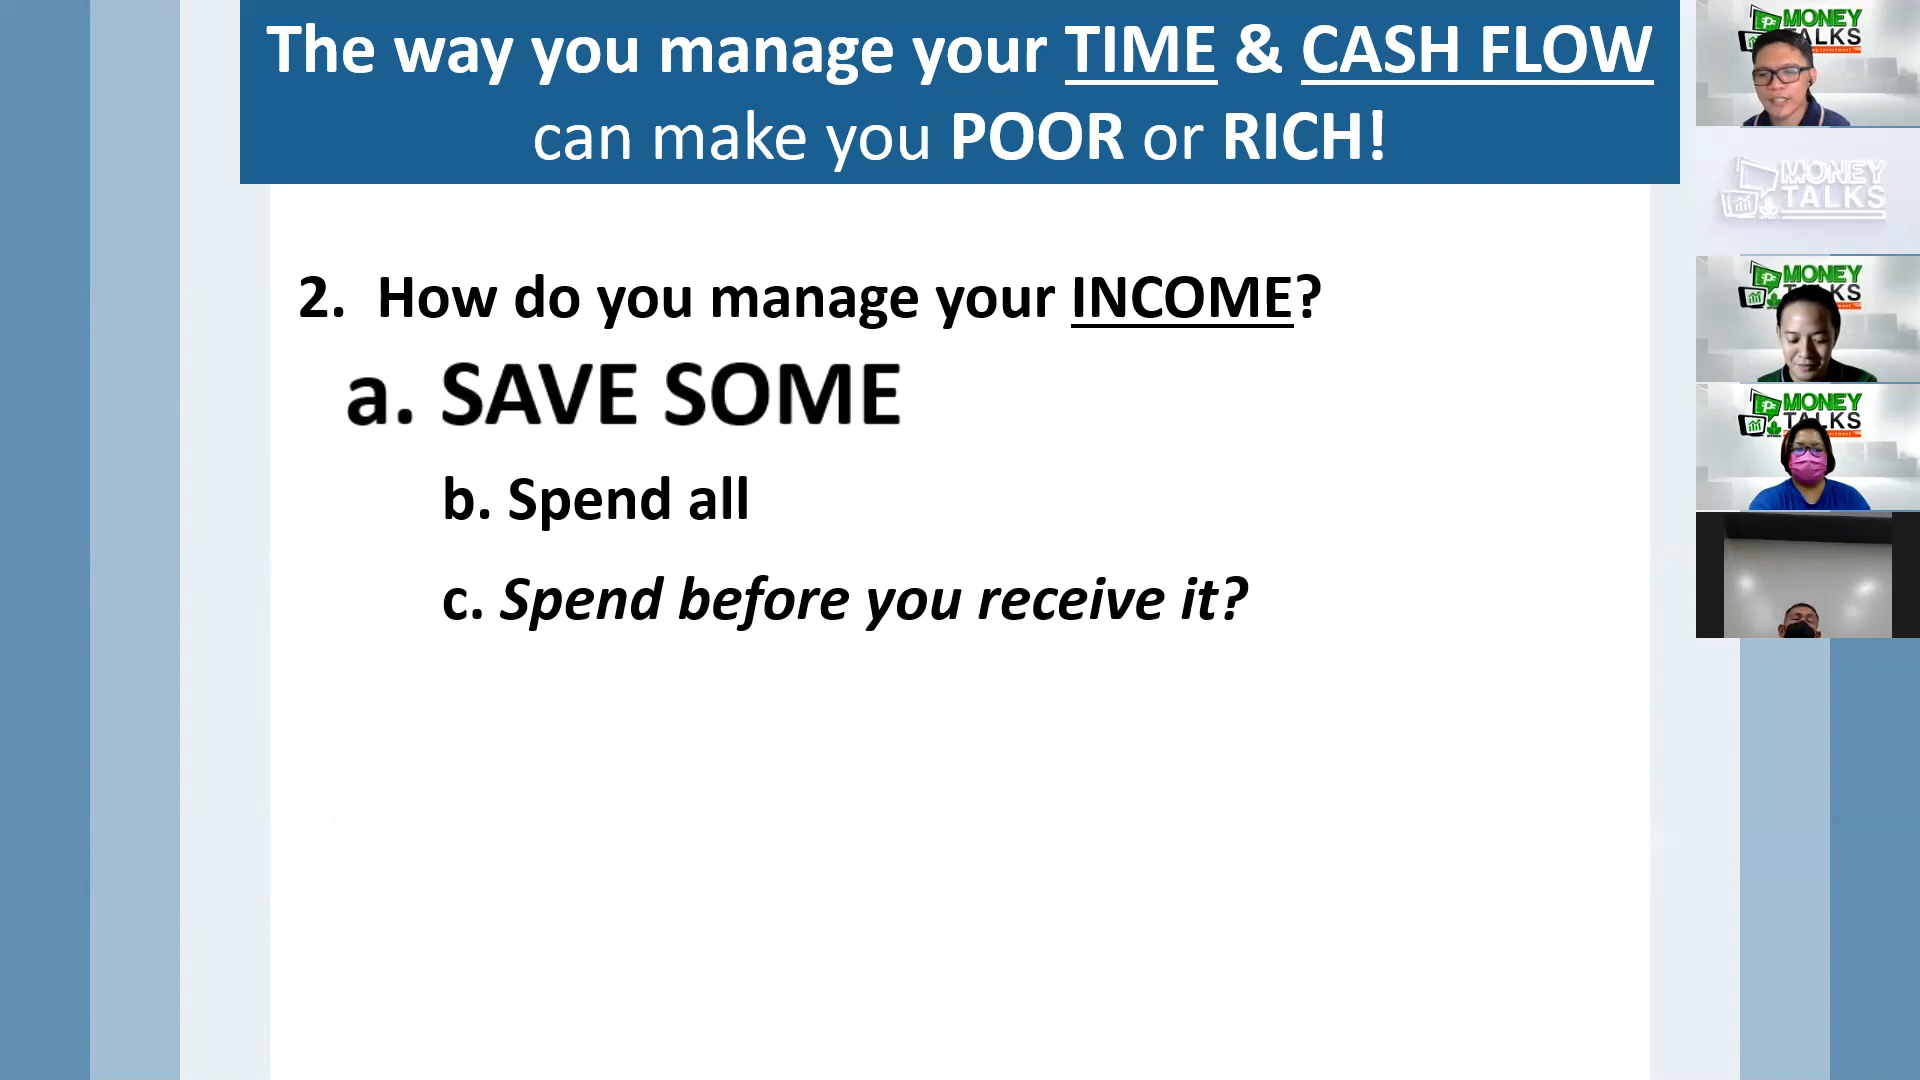 The way you manage your TIME & CASH FLOW
can make you POOR or RICH!
2. How do you manage your INCOME?
a. SAVE SOME
b. Spend all
c. Spend before you receive it?
MONEY
TALKS
MONEY
TALKS
MONEY
TALKS
MONEY
TALKS